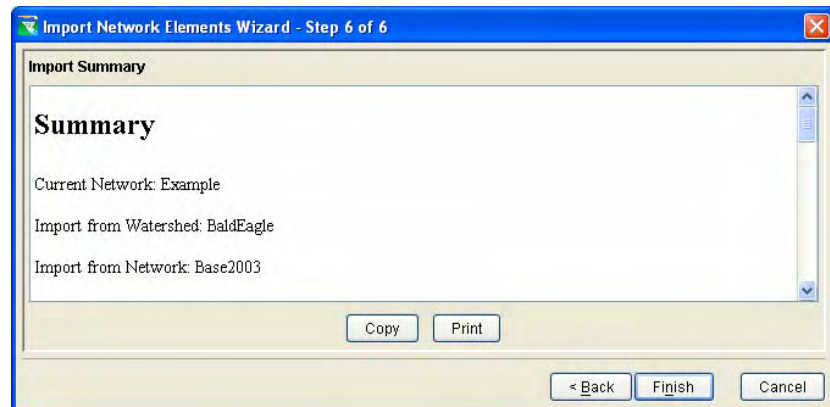 Import Network Elements Wizard - Step 6 of 6
Import Summary
Summary
Current Network: Example
Import from Watershed: BaldEagle
Import from Network: Base2003
Copy Print
< Back Finish Cancel